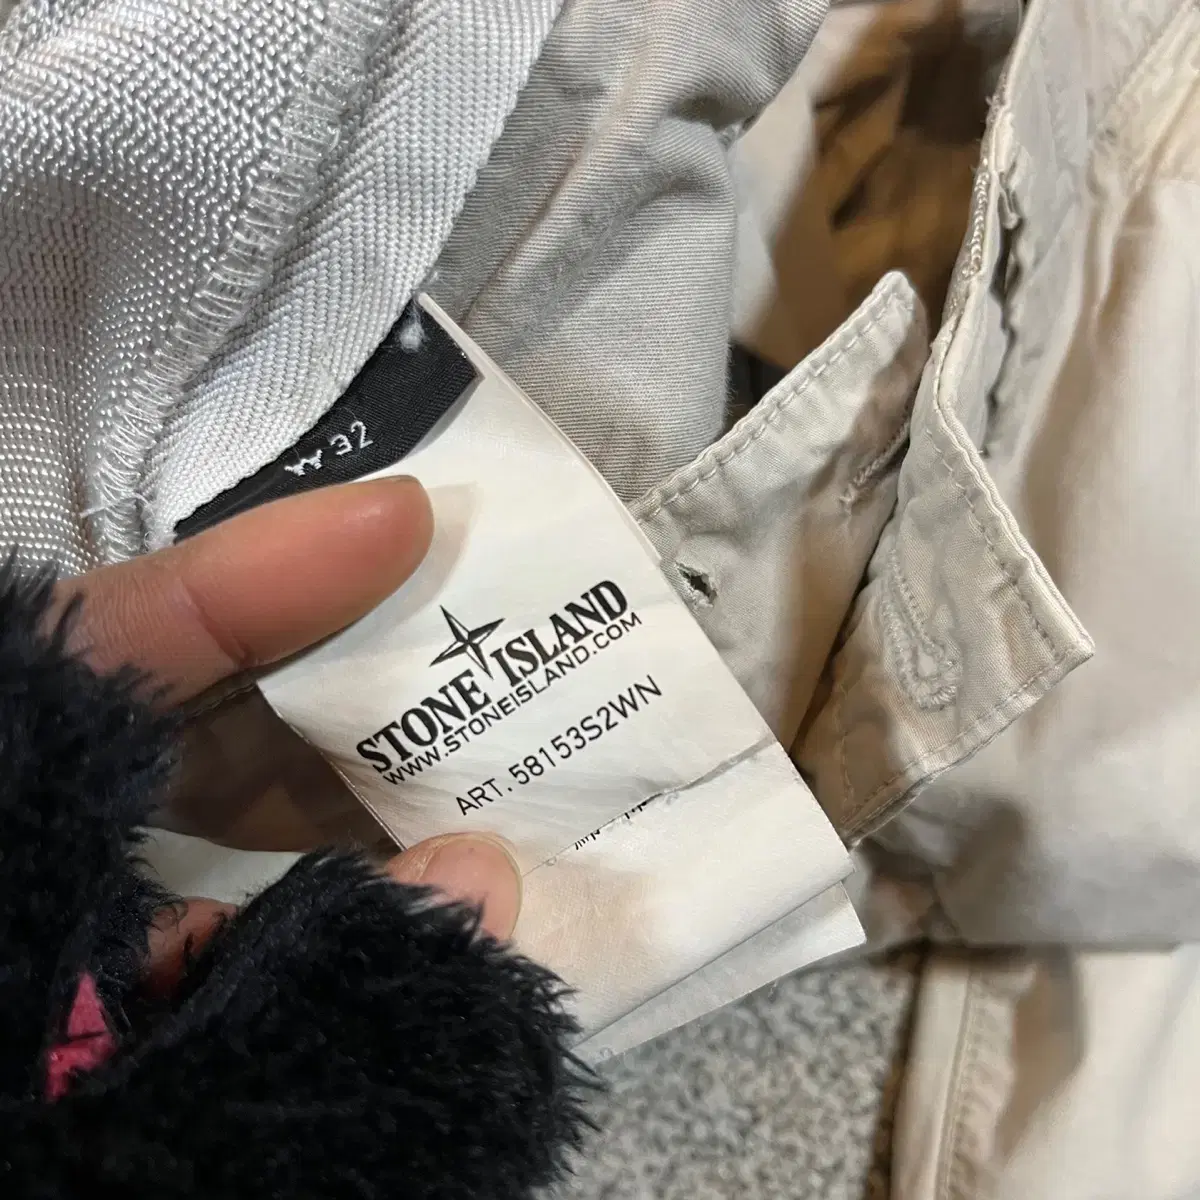 W 32
STONE ISLAND
WWW.STONEISLAND.COM
ART. 58153S2WN